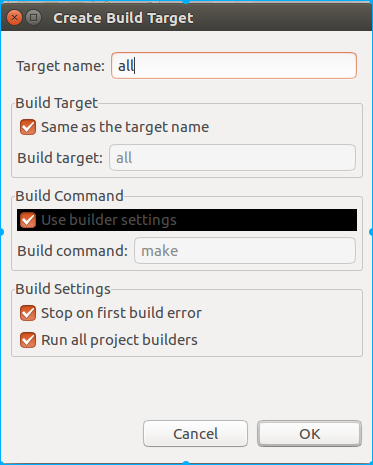 Create Build Target
Target name: all
Build Target
Same as the target name
Build target: all
Build Command
Use builder settings
Build command: make
Build Settings
Stop on first build error
Run all project builders
Cancel OK